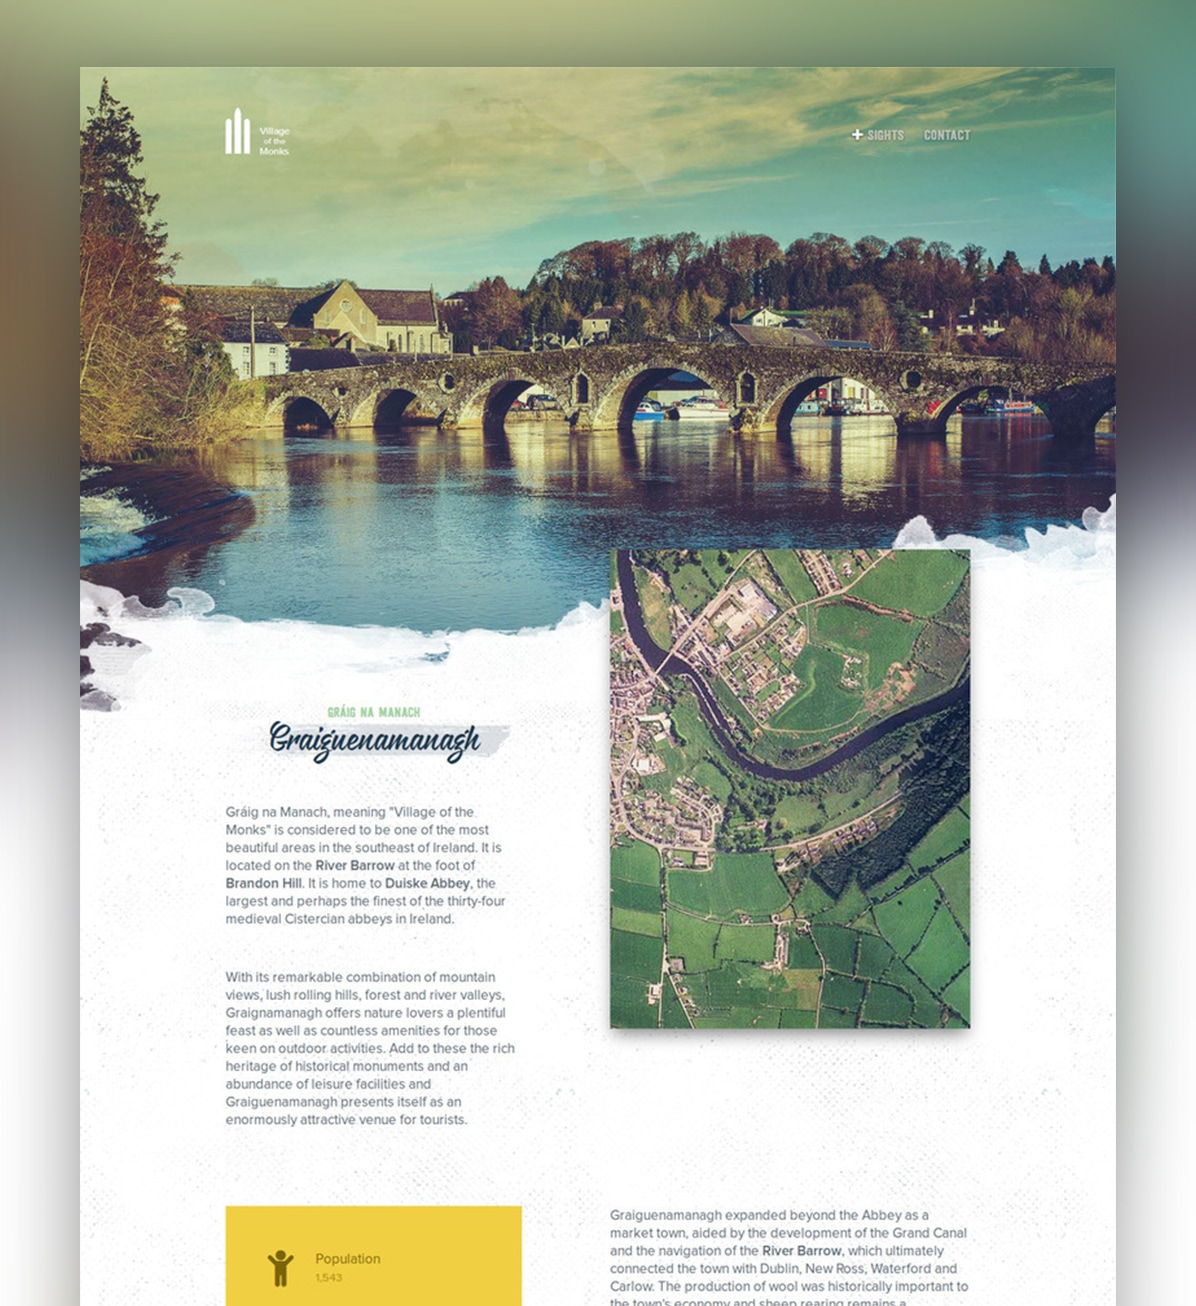 Village
of the
Monks
SIGHTS CONTACT
GRÁIG NA MANACH
Graiguenamanagh
Gráig na Manach, meaning "Village of the
Monks" is considered to be one of the most
beautiful areas in the southeast of Ireland. It is
located on the River Barrow at the foot of
Brandon Hill. It is home to Duiske Abbey, the
largest and perhaps the finest of the thirty-four
medieval Cistercian abbeys in Ireland.
With its remarkable combination of mountain
views, lush rolling hills, forest and river valleys,
Graignamanagh offers nature lovers a plentiful
feast as well as countless amenities for those
keen on outdoor activities. Add to these the rich
heritage of historical monuments and an
abundance of leisure facilities and
Graiguenamanagh presents itself as an
enormously attractive venue for tourists.
Population
1,543
Graiguenamanagh expanded beyond the Abbey as a
market town, aided by the development of the Grand Canal
and the navigation of the River Barrow, which ultimately
connected the town with Dublin, New Ross, Waterford and
Carlow. The production of wool was historically important to
the town's economy and sheep rearing remains a